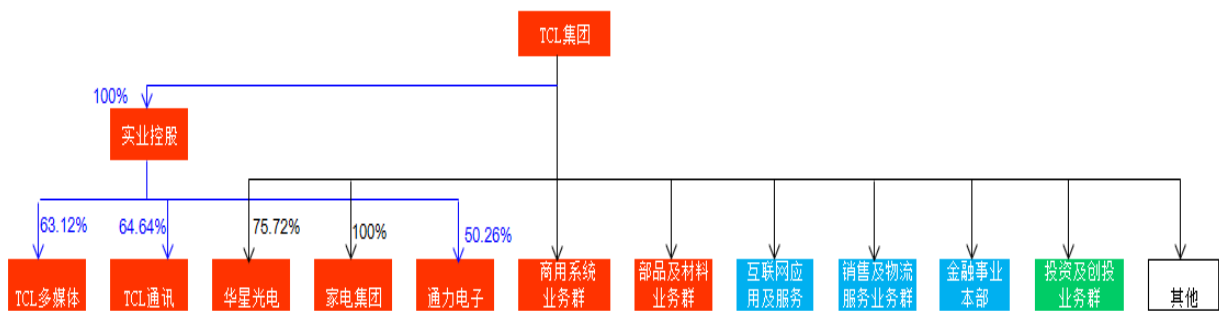 TCL集团
100%
实业控股
63.12%
64.64%
75.72%
100%
50.26%
TCL多媒体
TCL通讯
华星光电
家电集团
通力电子
商用系统
业务群
部品及材料
业务群
互联网应
用及服务
销售及物流
服务业务群
金融事业
本部
投资及创投
业务群
其他